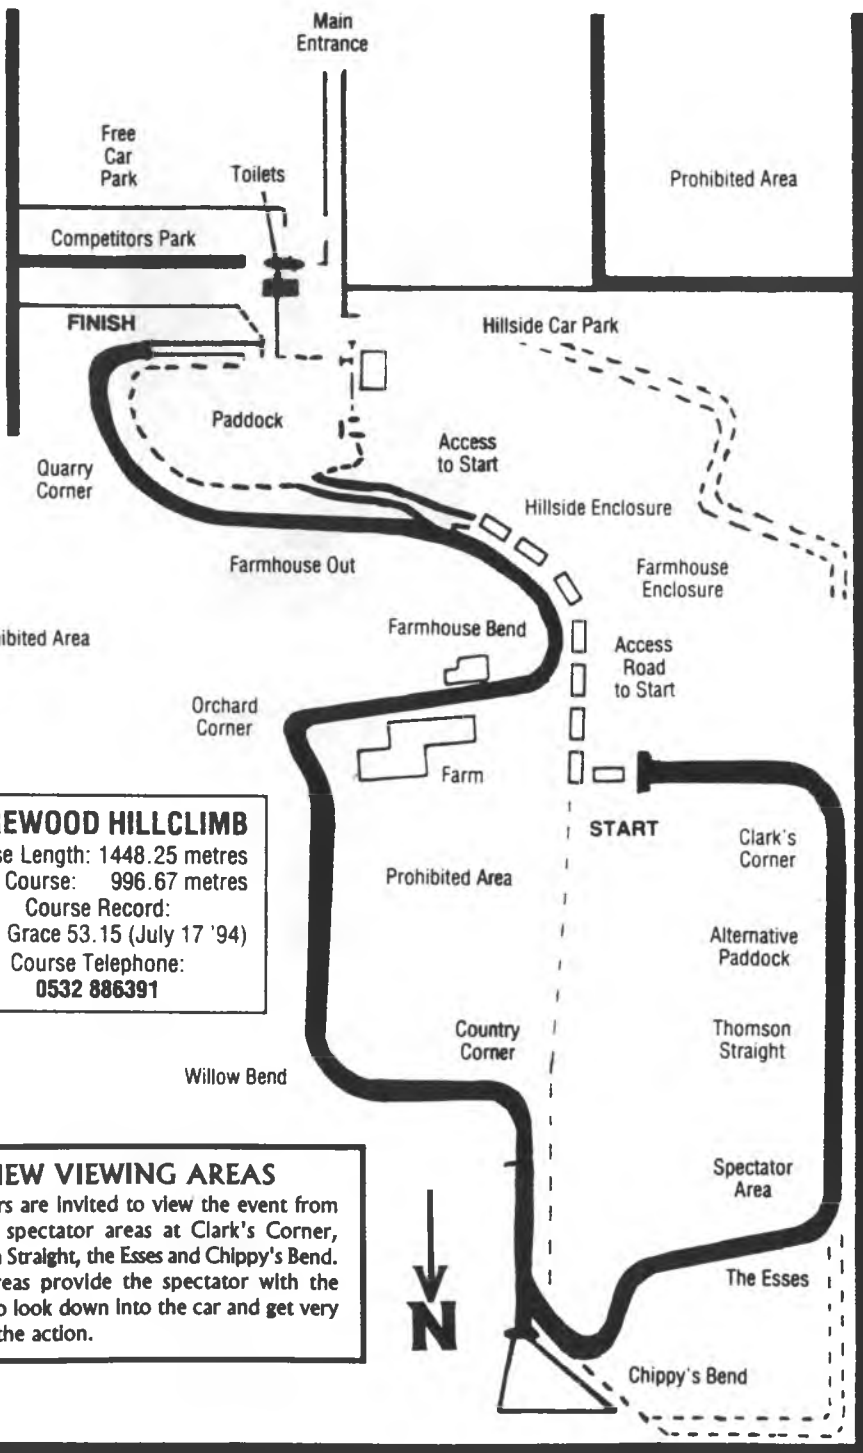 Main
Entrance
Free
Car
Park
Toilets
Prohibited Area
Competitors Park
FINISH
Hillside Car Park
Paddock
Access
to Start
Quarry
Corner
Hillside Enclosure
Farmhouse Out
Farmhouse
Enclosure
ibited Area
Farmhouse Bend
Access
Road
to Start
Orchard
Corner
Farm
START
Clark's
Corner
EWOOD HILLCLIMB
se Length: 1448.25 metres
Course: 996.67 metres
Course Record:
Grace 53.15 (July 17 '94)
Course Telephone:
0532 886391
Prohibited Area
Alternative
Paddock
Country
Corner
Thomson
Straight
Willow Bend
Spectator
Area
NEW VIEWING AREAS
rs are invited to view the event from
spectator areas at Clark's Corner,
n Straight, the Esses and Chippy's Bend.
reas provide the spectator with the
o look down into the car and get very
the action.
The Esses
N
Chippy's Bend